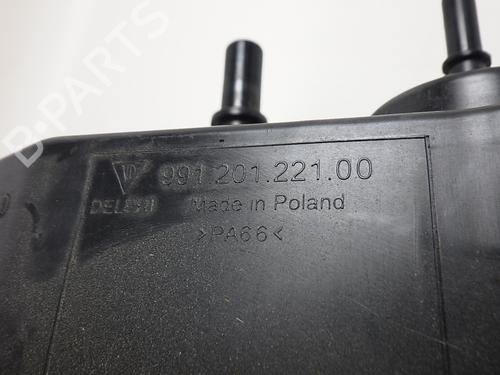 991.201.221.00
DELPHI Made in Poland
>PA66<
B-PARTS